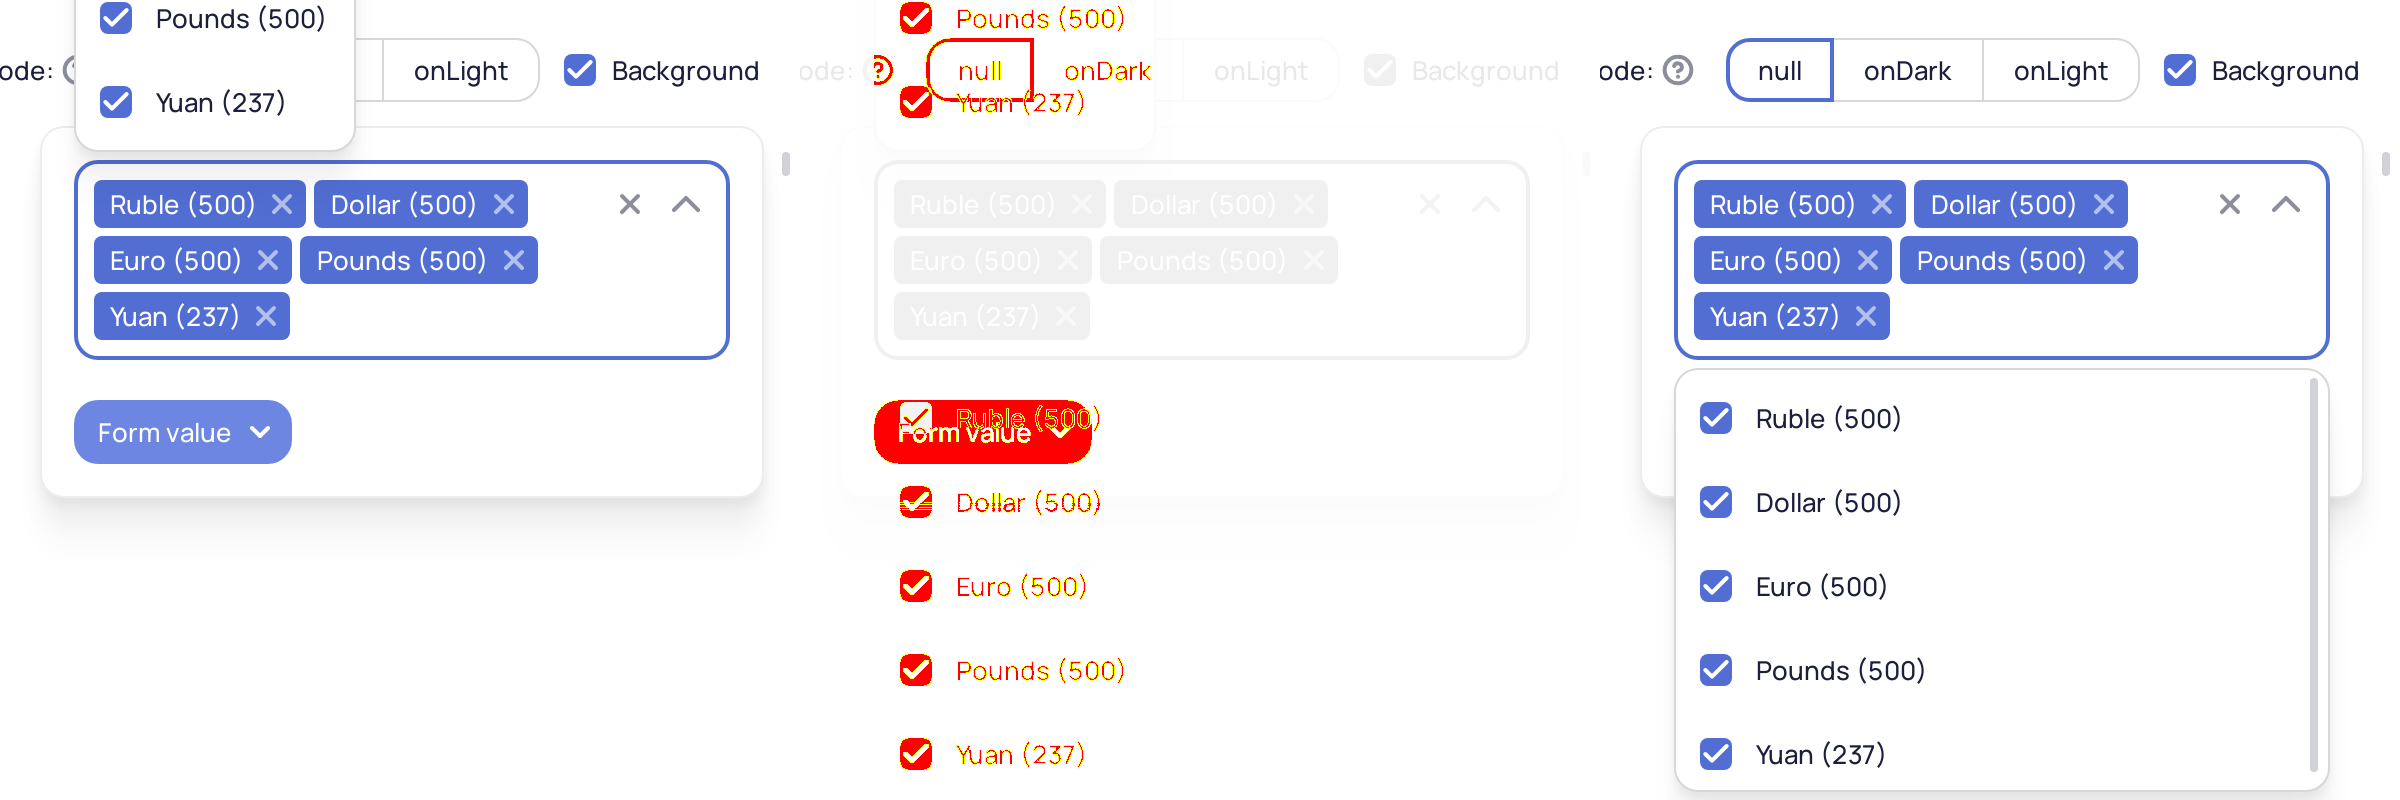 Pounds (500)
ode:
onLight
Background
Yuan (237)
Ruble (500)
Dollar (500)
Euro (500)
Pounds (500)
Yuan (237)
Form value
Pounds (500)
ode:
null
onDark
onLight
Background
Yuan (237)
Ruble (500)
Dollar (500)
Euro (500)
Pounds (500)
Yuan (237)
Ruble (500)
Form value
Dollar (500)
Euro (500)
Pounds (500)
Yuan (237)
ode:
null
onDark
onLight
Background
Ruble (500)
Dollar (500)
Euro (500)
Pounds (500)
Yuan (237)
Ruble (500)
Dollar (500)
Euro (500)
Pounds (500)
Yuan (237)